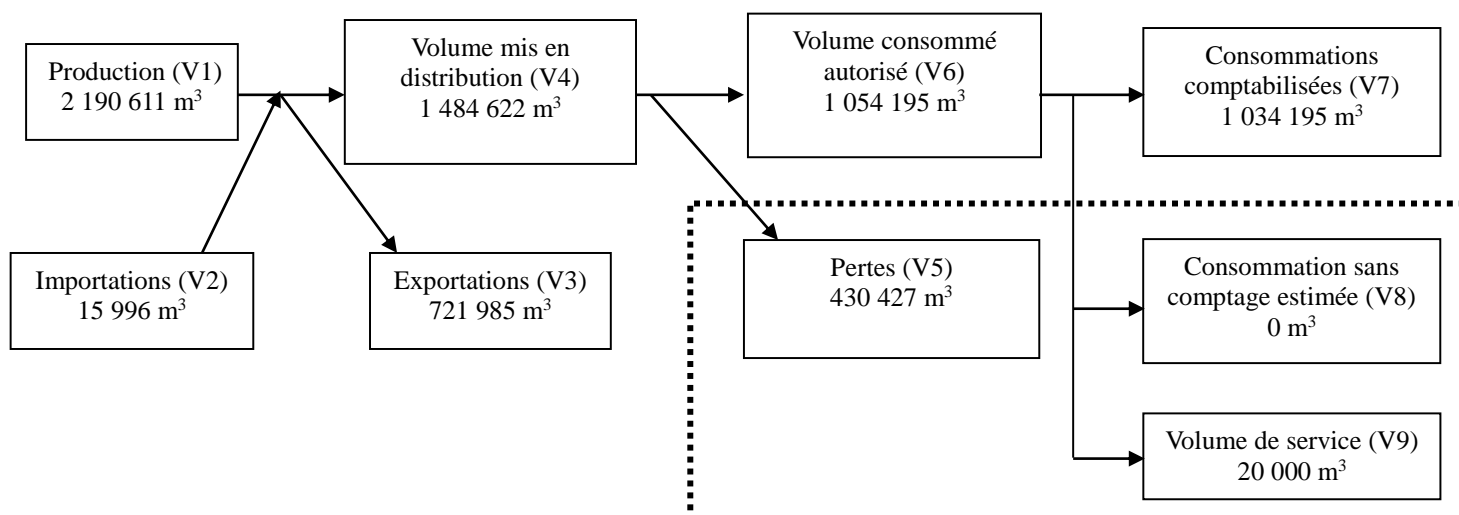 Production (V1)
2 190 611 m³
Volume mis en
distribution (V4)
1 484 622 m³
Volume consommé
autorisé (V6)
1 054 195 m³
Consommations
comptabilisées (V7)
1 034 195 m³
Importations (V2)
15 996 m³
Exportations (V3)
721 985 m³
Pertes (V5)
430 427 m³
Consommation sans
comptage estimée (V8)
0 m³
Volume de service (V9)
20 000 m³